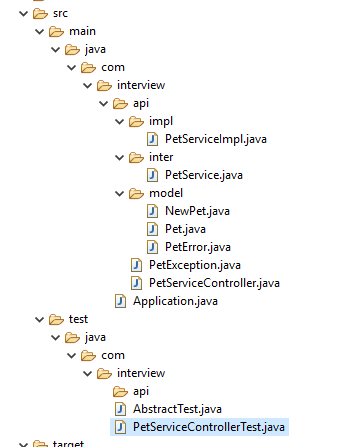 src
main
java
com
interview
api
impl
PetServiceImpl.java
inter
PetService.java
model
NewPet.java
Pet.java
PetError.java
PetException.java
PetServiceController.java
Application.java
test
java
com
interview
api
AbstractTest.java
PetServiceControllerTest.java
target